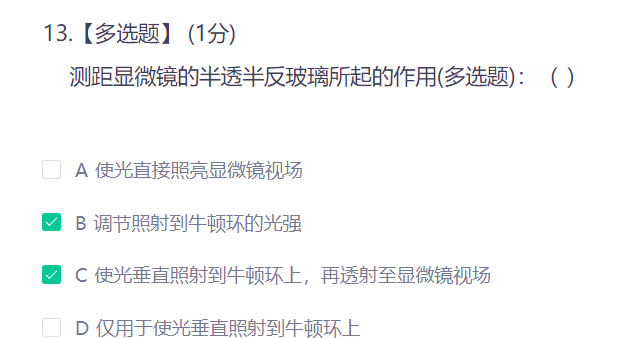 13.【多选题】 (1分)
测距显微镜的半透半反玻璃所起的作用(多选题)：（ ）
A 使光直接照亮显微镜视场
B 调节照射到牛顿环的光强
C 使光垂直照射到牛顿环上，再透射至显微镜视场
D 仅用于使光垂直照射到牛顿环上